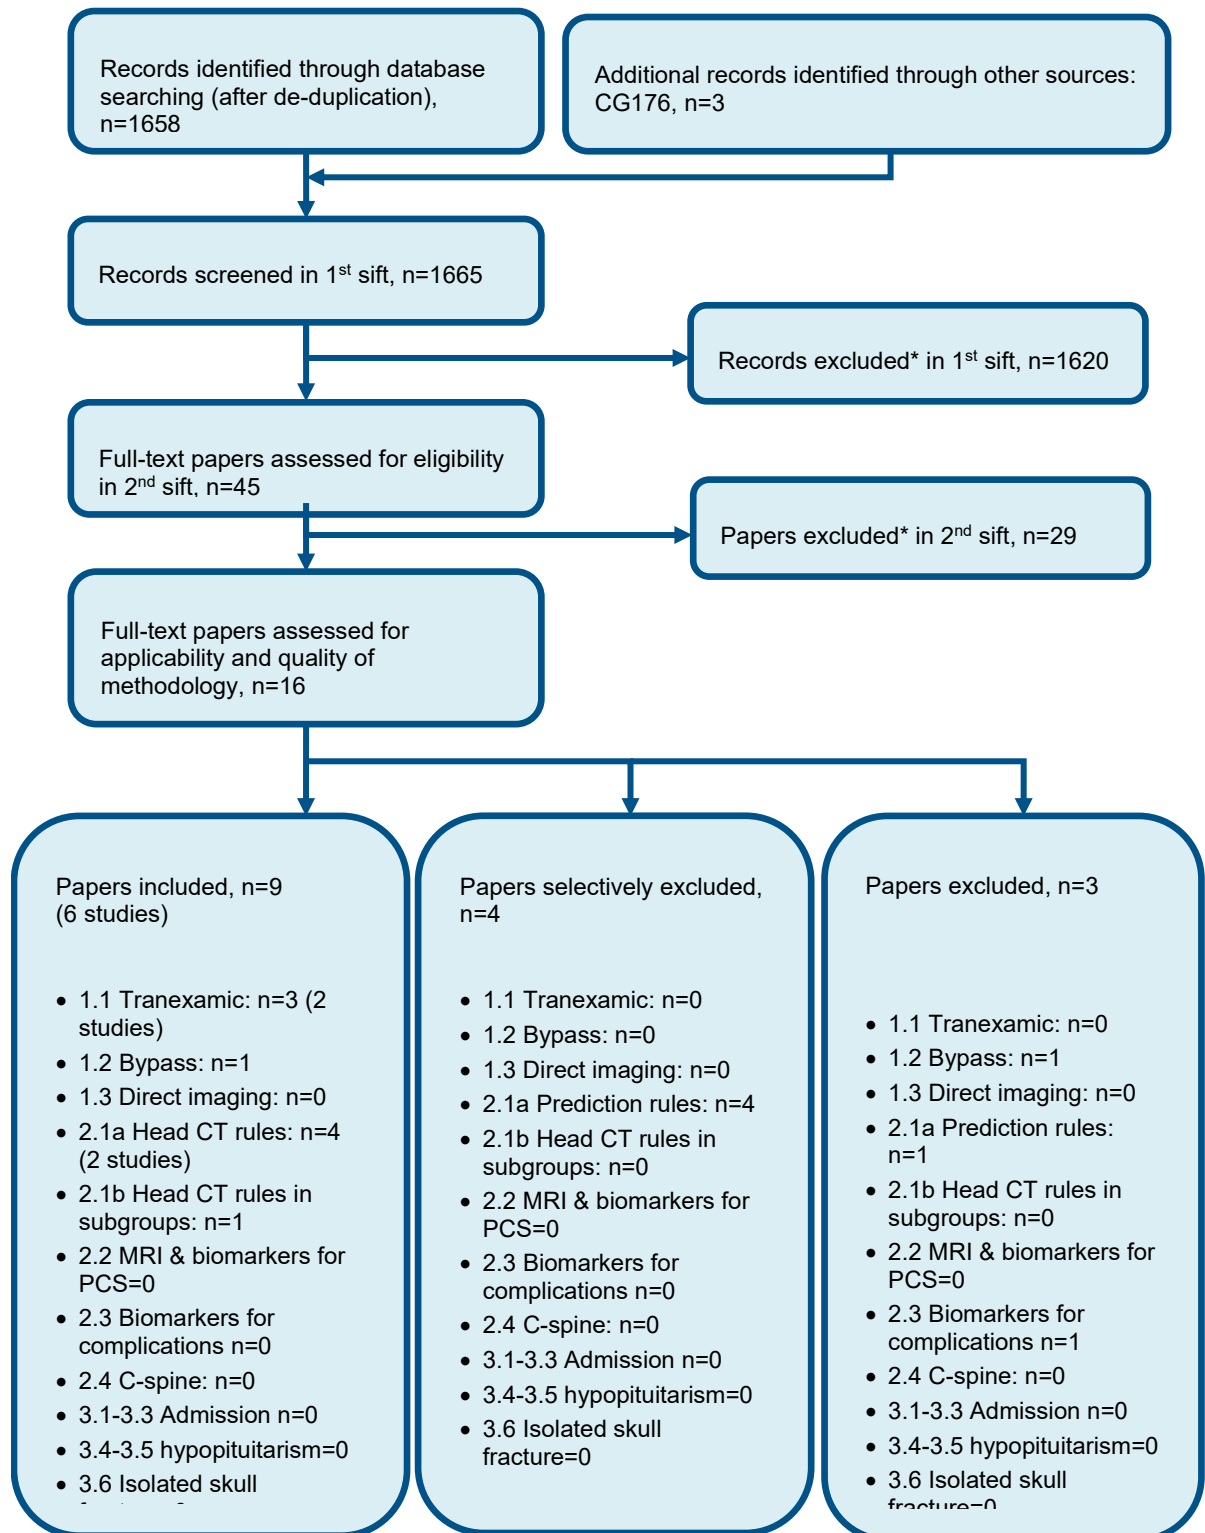 Records identified through database
searching (after de-duplication),
n=1658
Additional records identified through other sources:
CG176, n=3
Records screened in 1st sift, n=1665
Records excluded* in 1st sift, n=1620
Full-text papers assessed for eligibility
in 2nd sift, n=45
Papers excluded* in 2nd sift, n=29
Full-text papers assessed for
applicability and quality of
methodology, n=16
Papers included, n=9
(6 studies)
• 1.1 Tranexamic: n=3 (2
studies)
• 1.2 Bypass: n=1
• 1.3 Direct imaging: n=0
• 2.1a Head CT rules: n=4
(2 studies)
• 2.1b Head CT rules in
subgroups: n=1
• 2.2 MRI & biomarkers for
PCS=0
• 2.3 Biomarkers for
complications n=0
• 2.4 C-spine: n=0
• 3.1-3.3 Admission n=0
• 3.4-3.5 hypopituitarism=0
• 3.6 Isolated skull
Papers selectively excluded,
n=4
• 1.1 Tranexamic: n=0
• 1.2 Bypass: n=0
• 1.3 Direct imaging: n=0
• 2.1a Prediction rules: n=4
• 2.1b Head CT rules in
subgroups: n=0
• 2.2 MRI & biomarkers for
PCS=0
• 2.3 Biomarkers for
complications n=0
• 2.4 C-spine: n=0
• 3.1-3.3 Admission n=0
• 3.4-3.5 hypopituitarism=0
• 3.6 Isolated skull
fracture=0
Papers excluded, n=3
• 1.1 Tranexamic: n=0
• 1.2 Bypass: n=1
• 1.3 Direct imaging: n=0
• 2.1a Prediction rules:
n=1
• 2.1b Head CT rules in
subgroups: n=0
• 2.2 MRI & biomarkers for
PCS=0
• 2.3 Biomarkers for
complications n=1
• 2.4 C-spine: n=0
• 3.1-3.3 Admission n=0
• 3.4-3.5 hypopituitarism=0
• 3.6 Isolated skull
fracture=0